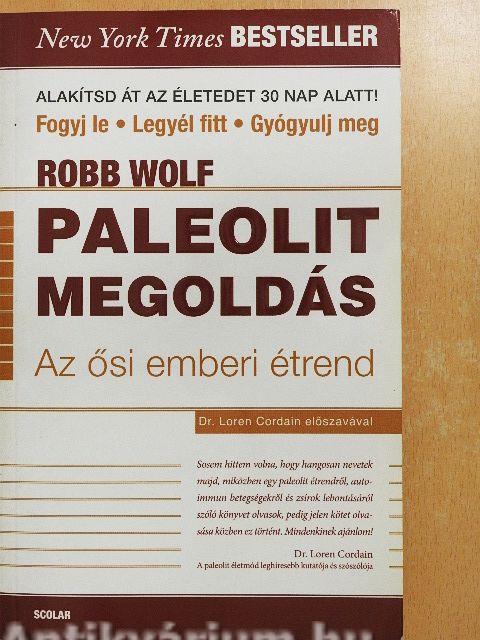 New York Times BESTSELLER
ALAKÍTSD ÁT AZ ÉLETEDET 30 NAP ALATT!
Fogyj le • Legyél fitt • Gyógyulj meg
ROBB WOLF
PALEOLIT
MEGOLDÁS
Az ősi emberi étrend
Dr. Loren Cordain előszavával
Sosem hittem volna, hogy hangosan nevetek
majd, miközben egy paleolit étrendről, auto-
immun betegségekről és zsírok lebontásáról
szóló könyvet olvasok, pedig jelen kötet olva-
sása közben ez történt. Mindenkinek ajánlom!
Dr. Loren Cordain
A paleolit életmód leghíresebb kutatója és szószólója
SCOLAR
Antikvárium.hu